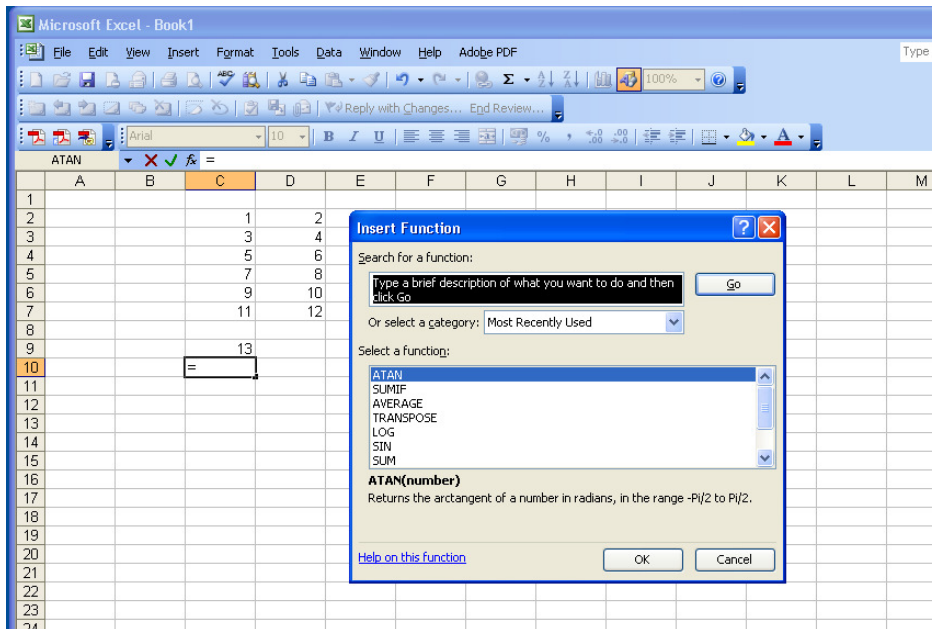 Microsoft Excel - Book1
File Edit View Insert Format Tools Data Window Help Adobe PDF Type
ABC Σ 100% ?
Reply with Changes... End Review...
Arial 10 B I U % , A
ATAN fx =
A B C D E F G H I J K L M
1
2 1 2
3 3 4
4 5 6
5 7 8
6 9 10
7 11 12
8
9 13
10 =
11
12
13
14
15
16
17
18
19
20
21
22
23
24
Insert Function ?
Search for a function:
Type a brief description of what you want to do and then
click Go
Go
Or select a category: Most Recently Used
Select a function:
ATAN
SUMIF
AVERAGE
TRANSPOSE
LOG
SIN
SUM
ATAN(number)
Returns the arctangent of a number in radians, in the range -Pi/2 to Pi/2.
Help on this function OK Cancel